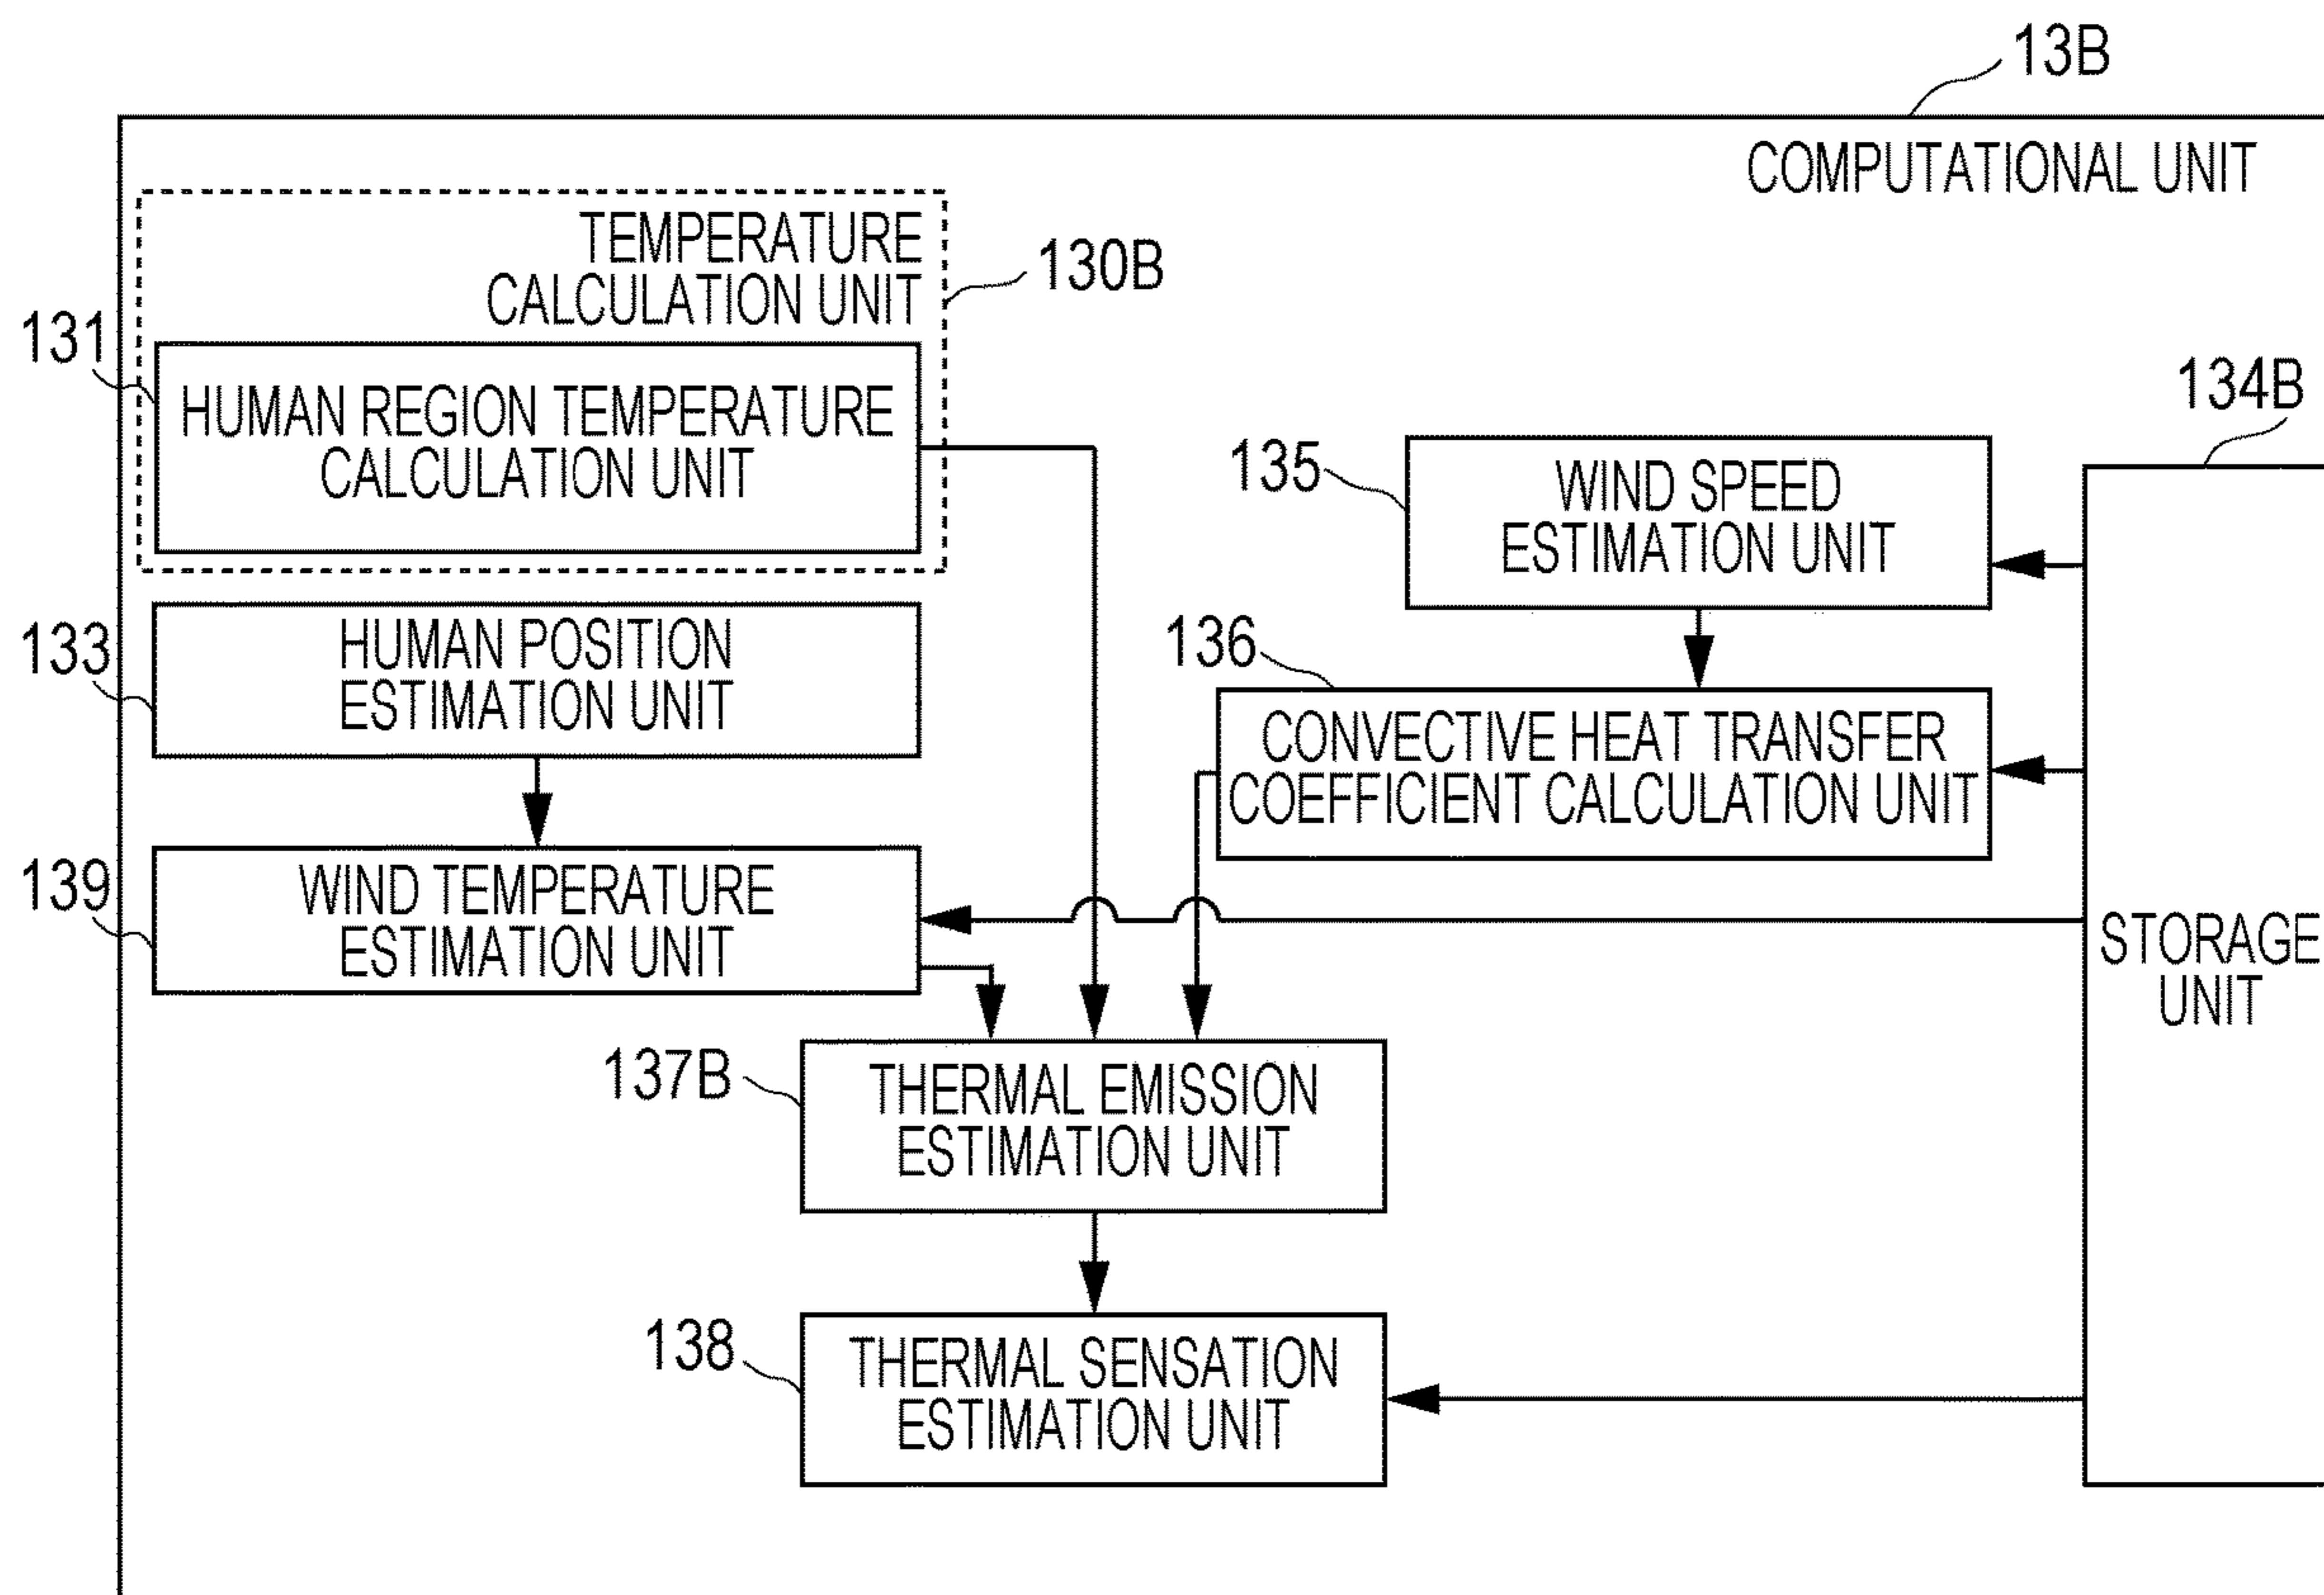 13B
COMPUTATIONAL UNIT
TEMPERATURE
CALCULATION UNIT
130B
131
HUMAN REGION TEMPERATURE
CALCULATION UNIT
134B
135
WIND SPEED
ESTIMATION UNIT
133
HUMAN POSITION
ESTIMATION UNIT
136
CONVECTIVE HEAT TRANSFER
COEFFICIENT CALCULATION UNIT
139
WIND TEMPERATURE
ESTIMATION UNIT
STORAGE
UNIT
137B
THERMAL EMISSION
ESTIMATION UNIT
138
THERMAL SENSATION
ESTIMATION UNIT